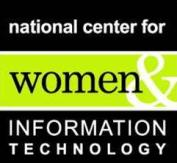 national center for
women&
INFORMATION
TECHNOLOGY